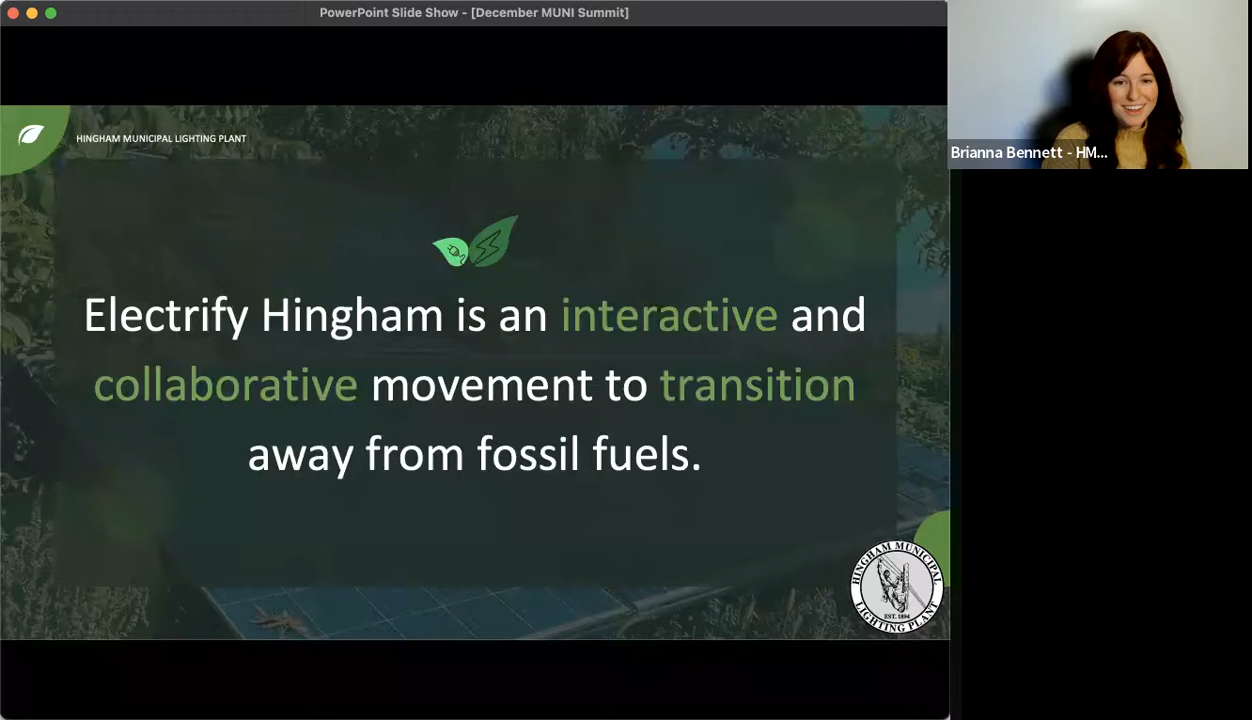 PowerPoint Slide Show - [December MUNI Summit]
HINGHAM MUNICIPAL LIGHTING PLANT
Brianna Bennett - HM...
Electrify Hingham is an interactive and
collaborative movement to transition
away from fossil fuels.
HINGHAM MUNICIPAL
EST. 1894
LIGHTING PLANT